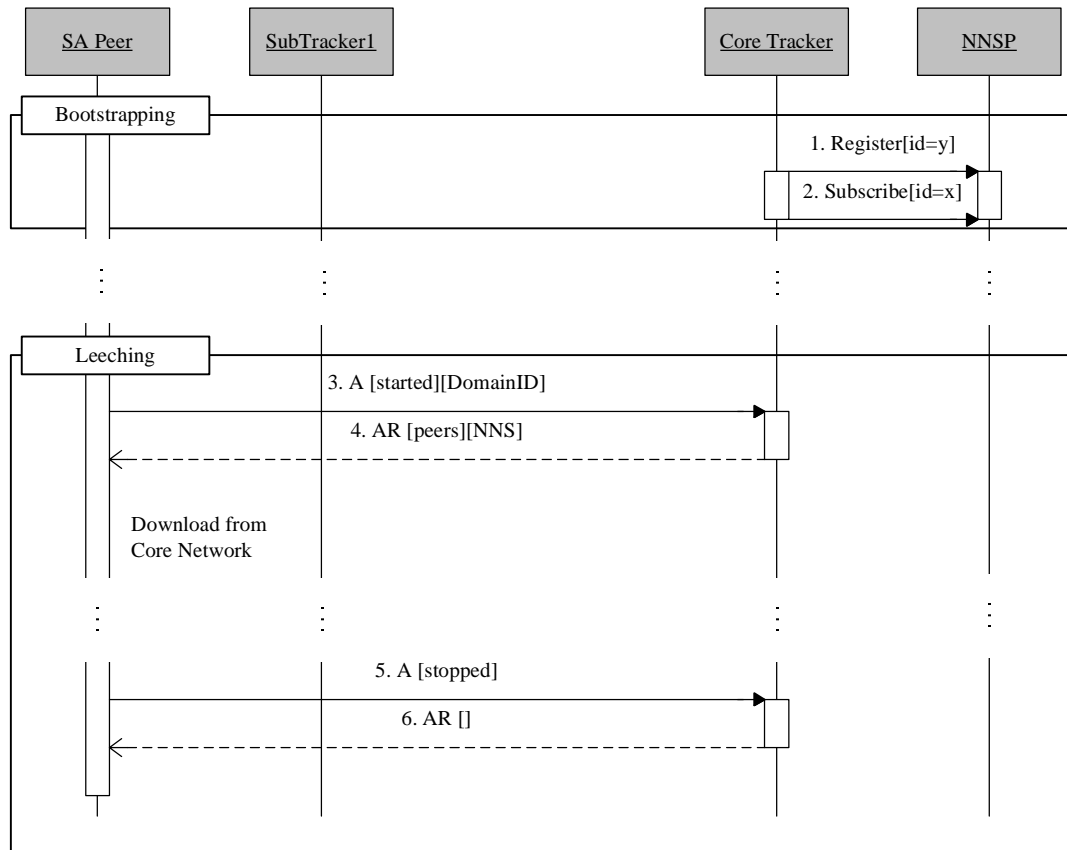 SA Peer
SubTracker1
Core Tracker
NNSP
Bootstrapping
1. Register[id=y]
2. Subscribe[id=x]
Leeching
3. A [started][DomainID]
4. AR [peers][NNS]
Download from
Core Network
5. A [stopped]
6. AR []